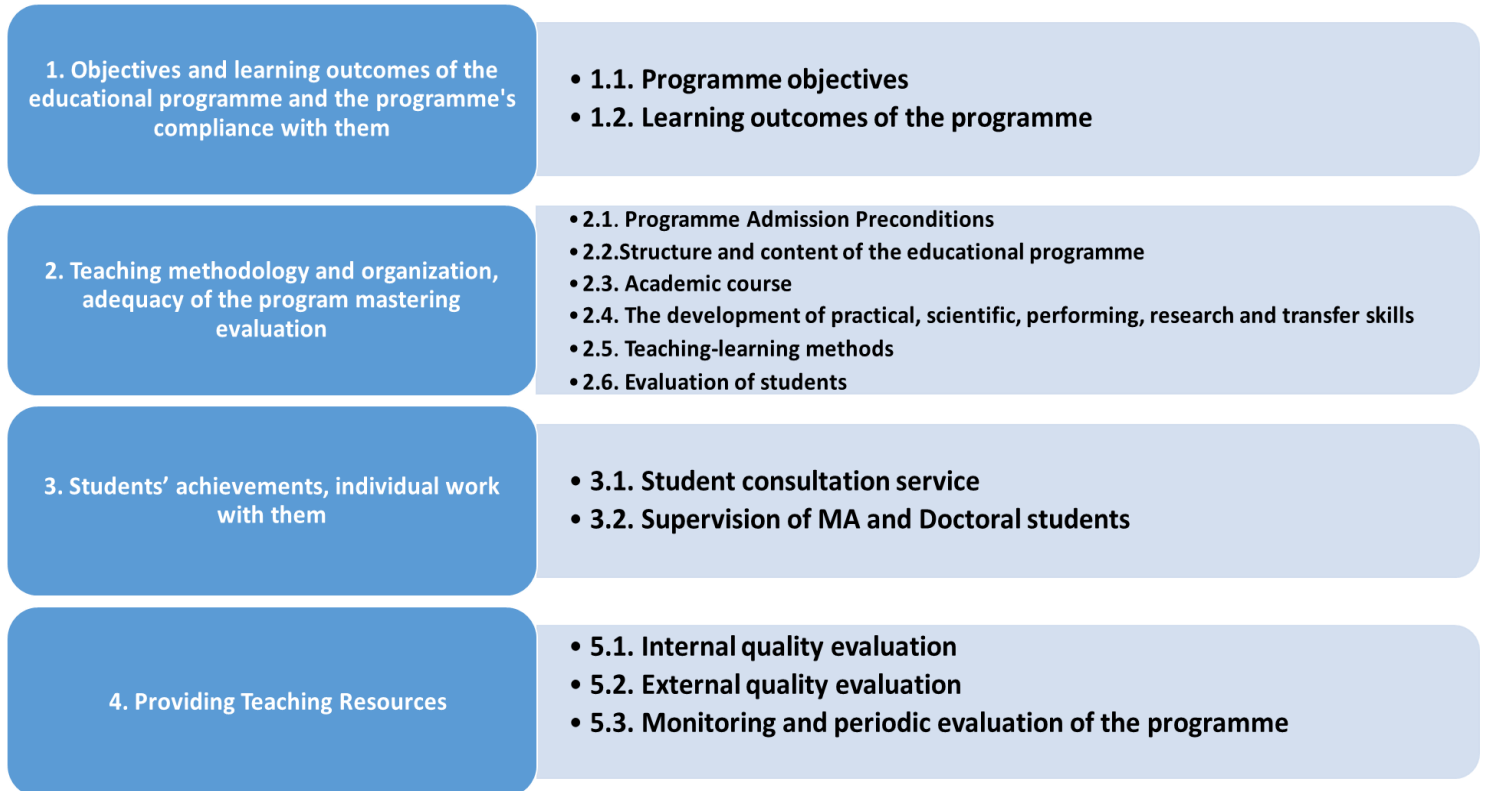 1. Objectives and learning outcomes of the
educational programme and the programme's
compliance with them
• 1.1. Programme objectives
• 1.2. Learning outcomes of the programme
2. Teaching methodology and organization,
adequacy of the program mastering
evaluation
• 2.1. Programme Admission Preconditions
• 2.2.Structure and content of the educational programme
• 2.3. Academic course
• 2.4. The development of practical, scientific, performing, research and transfer skills
• 2.5. Teaching-learning methods
• 2.6. Evaluation of students
3. Students’ achievements, individual work
with them
• 3.1. Student consultation service
• 3.2. Supervision of MA and Doctoral students
4. Providing Teaching Resources
• 5.1. Internal quality evaluation
• 5.2. External quality evaluation
• 5.3. Monitoring and periodic evaluation of the programme